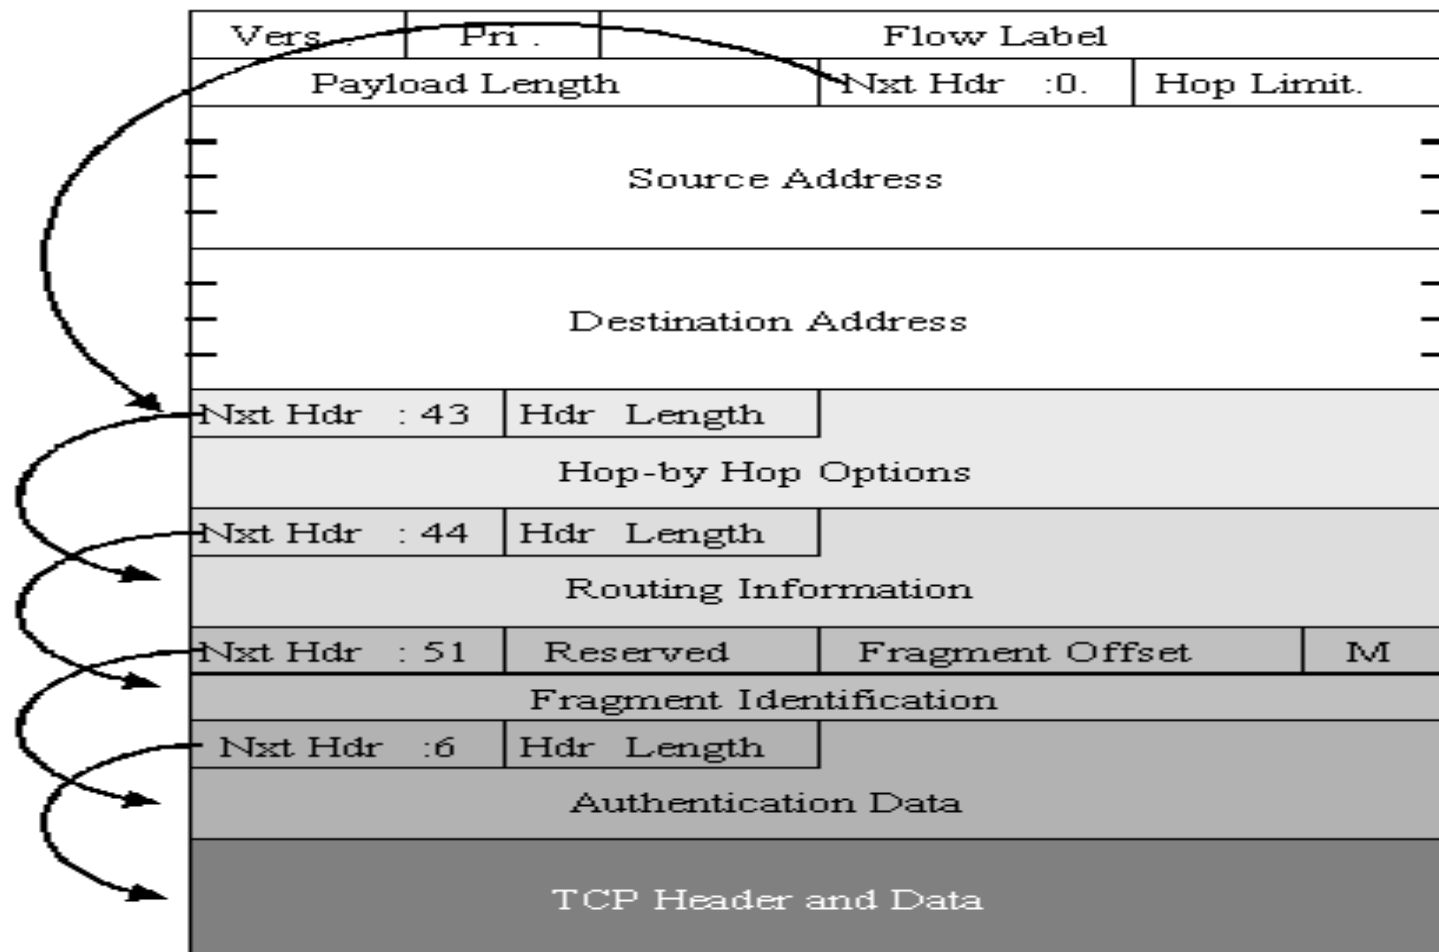 Vers. . Pri . Flow Label
Payload Length Nxt Hdr :0. Hop Limit.
Source Address
Destination Address
Nxt Hdr : 43 Hdr Length
Hop-by Hop Options
Nxt Hdr : 44 Hdr Length
Routing Information
Nxt Hdr : 51 Reserved Fragment Offset M
Fragment Identification
Nxt Hdr :6 Hdr Length
Authentication Data
TCP Header and Data